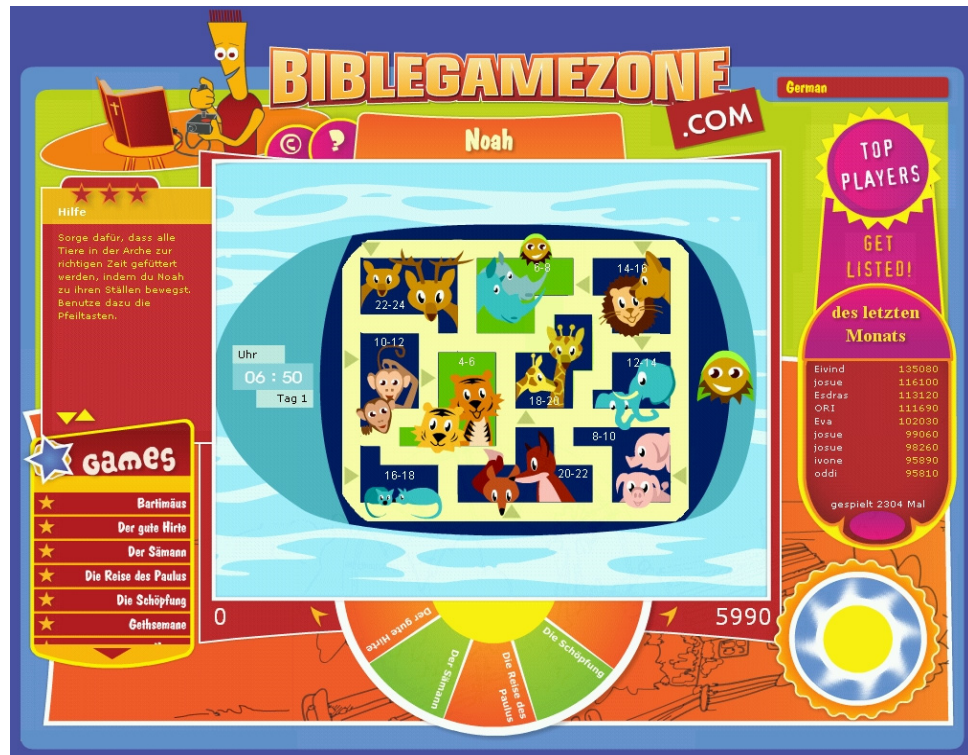 BIBLEGAMEZONE
.COM
German
©
?
Noah
TOP
PLAYERS
GET
LISTED!
Hilfe
Sorge dafür, dass alle
Tiere in der Arche zur
richtigen Zeit gefüttert
werden, indem du Noah
zu ihren Ställen bewegst.
Benutze dazu die
Pfeiltasten.
6-8
14-16
22-24
10-12
4-6
12-14
18-20
8-10
16-18
20-22
Uhr
06 : 50
Tag 1
des letzten
Monats
Eivind 135080
josue 116100
Esdras 113120
ORI 111690
Eva 102030
josue 99060
josue 98260
ivone 95890
oddi 95810
gespielt 2304 Mal
Games
Bartimäus
Der gute Hirte
Der Sämann
Die Reise des Paulus
Die Schöpfung
Gethsemane
0
5990
Der gute Hirte
Der Sämann
Die Reise des
Paulus
Die Schöpfung